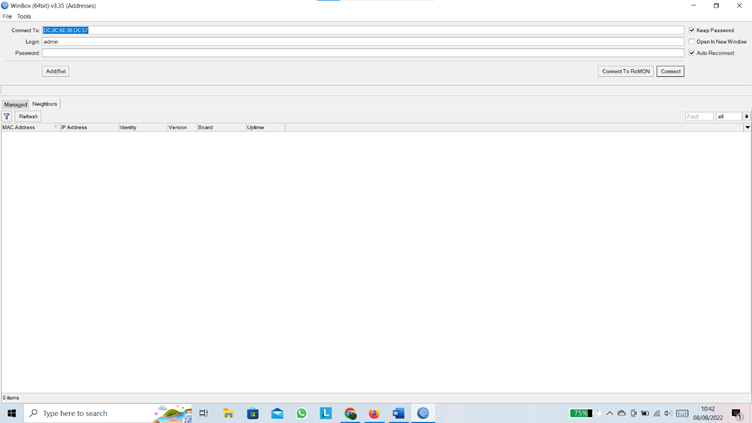 WinBox (64bit) v3.35 (Addresses)
File Tools
Connect To: DC:2C:6E:06:DC:57 Keep Password
Login: admin Open In New Window
Password: Auto Reconnect
Add/Set Connect To RoMON Connect
Managed Neighbors
Refresh Find all
MAC Address IP Address Identity Version Board Uptime
0 items
Type here to search 75% 10:42
08/08/2022